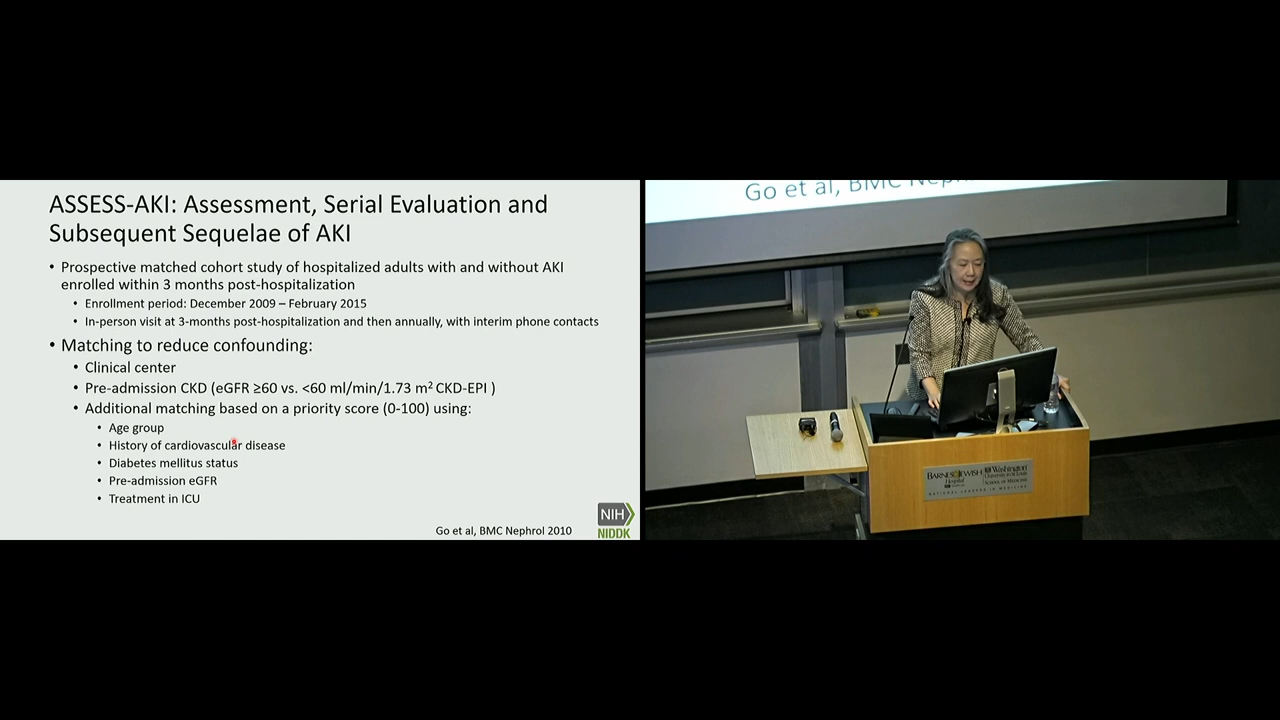 ASSESS-AKI: Assessment, Serial Evaluation and
Subsequent Sequelae of AKI
• Prospective matched cohort study of hospitalized adults with and without AKI
enrolled within 3 months post-hospitalization
• Enrollment period: December 2009 – February 2015
• In-person visit at 3-months post-hospitalization and then annually, with interim phone contacts
• Matching to reduce confounding:
• Clinical center
• Pre-admission CKD (eGFR ≥60 vs. <60 ml/min/1.73 m² CKD-EPI )
• Additional matching based on a priority score (0-100) using:
• Age group
• History of cardiovascular disease
• Diabetes mellitus status
• Pre-admission eGFR
• Treatment in ICU
Go et al, BMC Nephrol 2010
NIH
NIDDK
Go et al, BMC
BARNES JEWISH
Hospital
Washington
University in St. Louis
SCHOOL OF MEDICINE
NATIONAL LEADERS IN MEDICINE